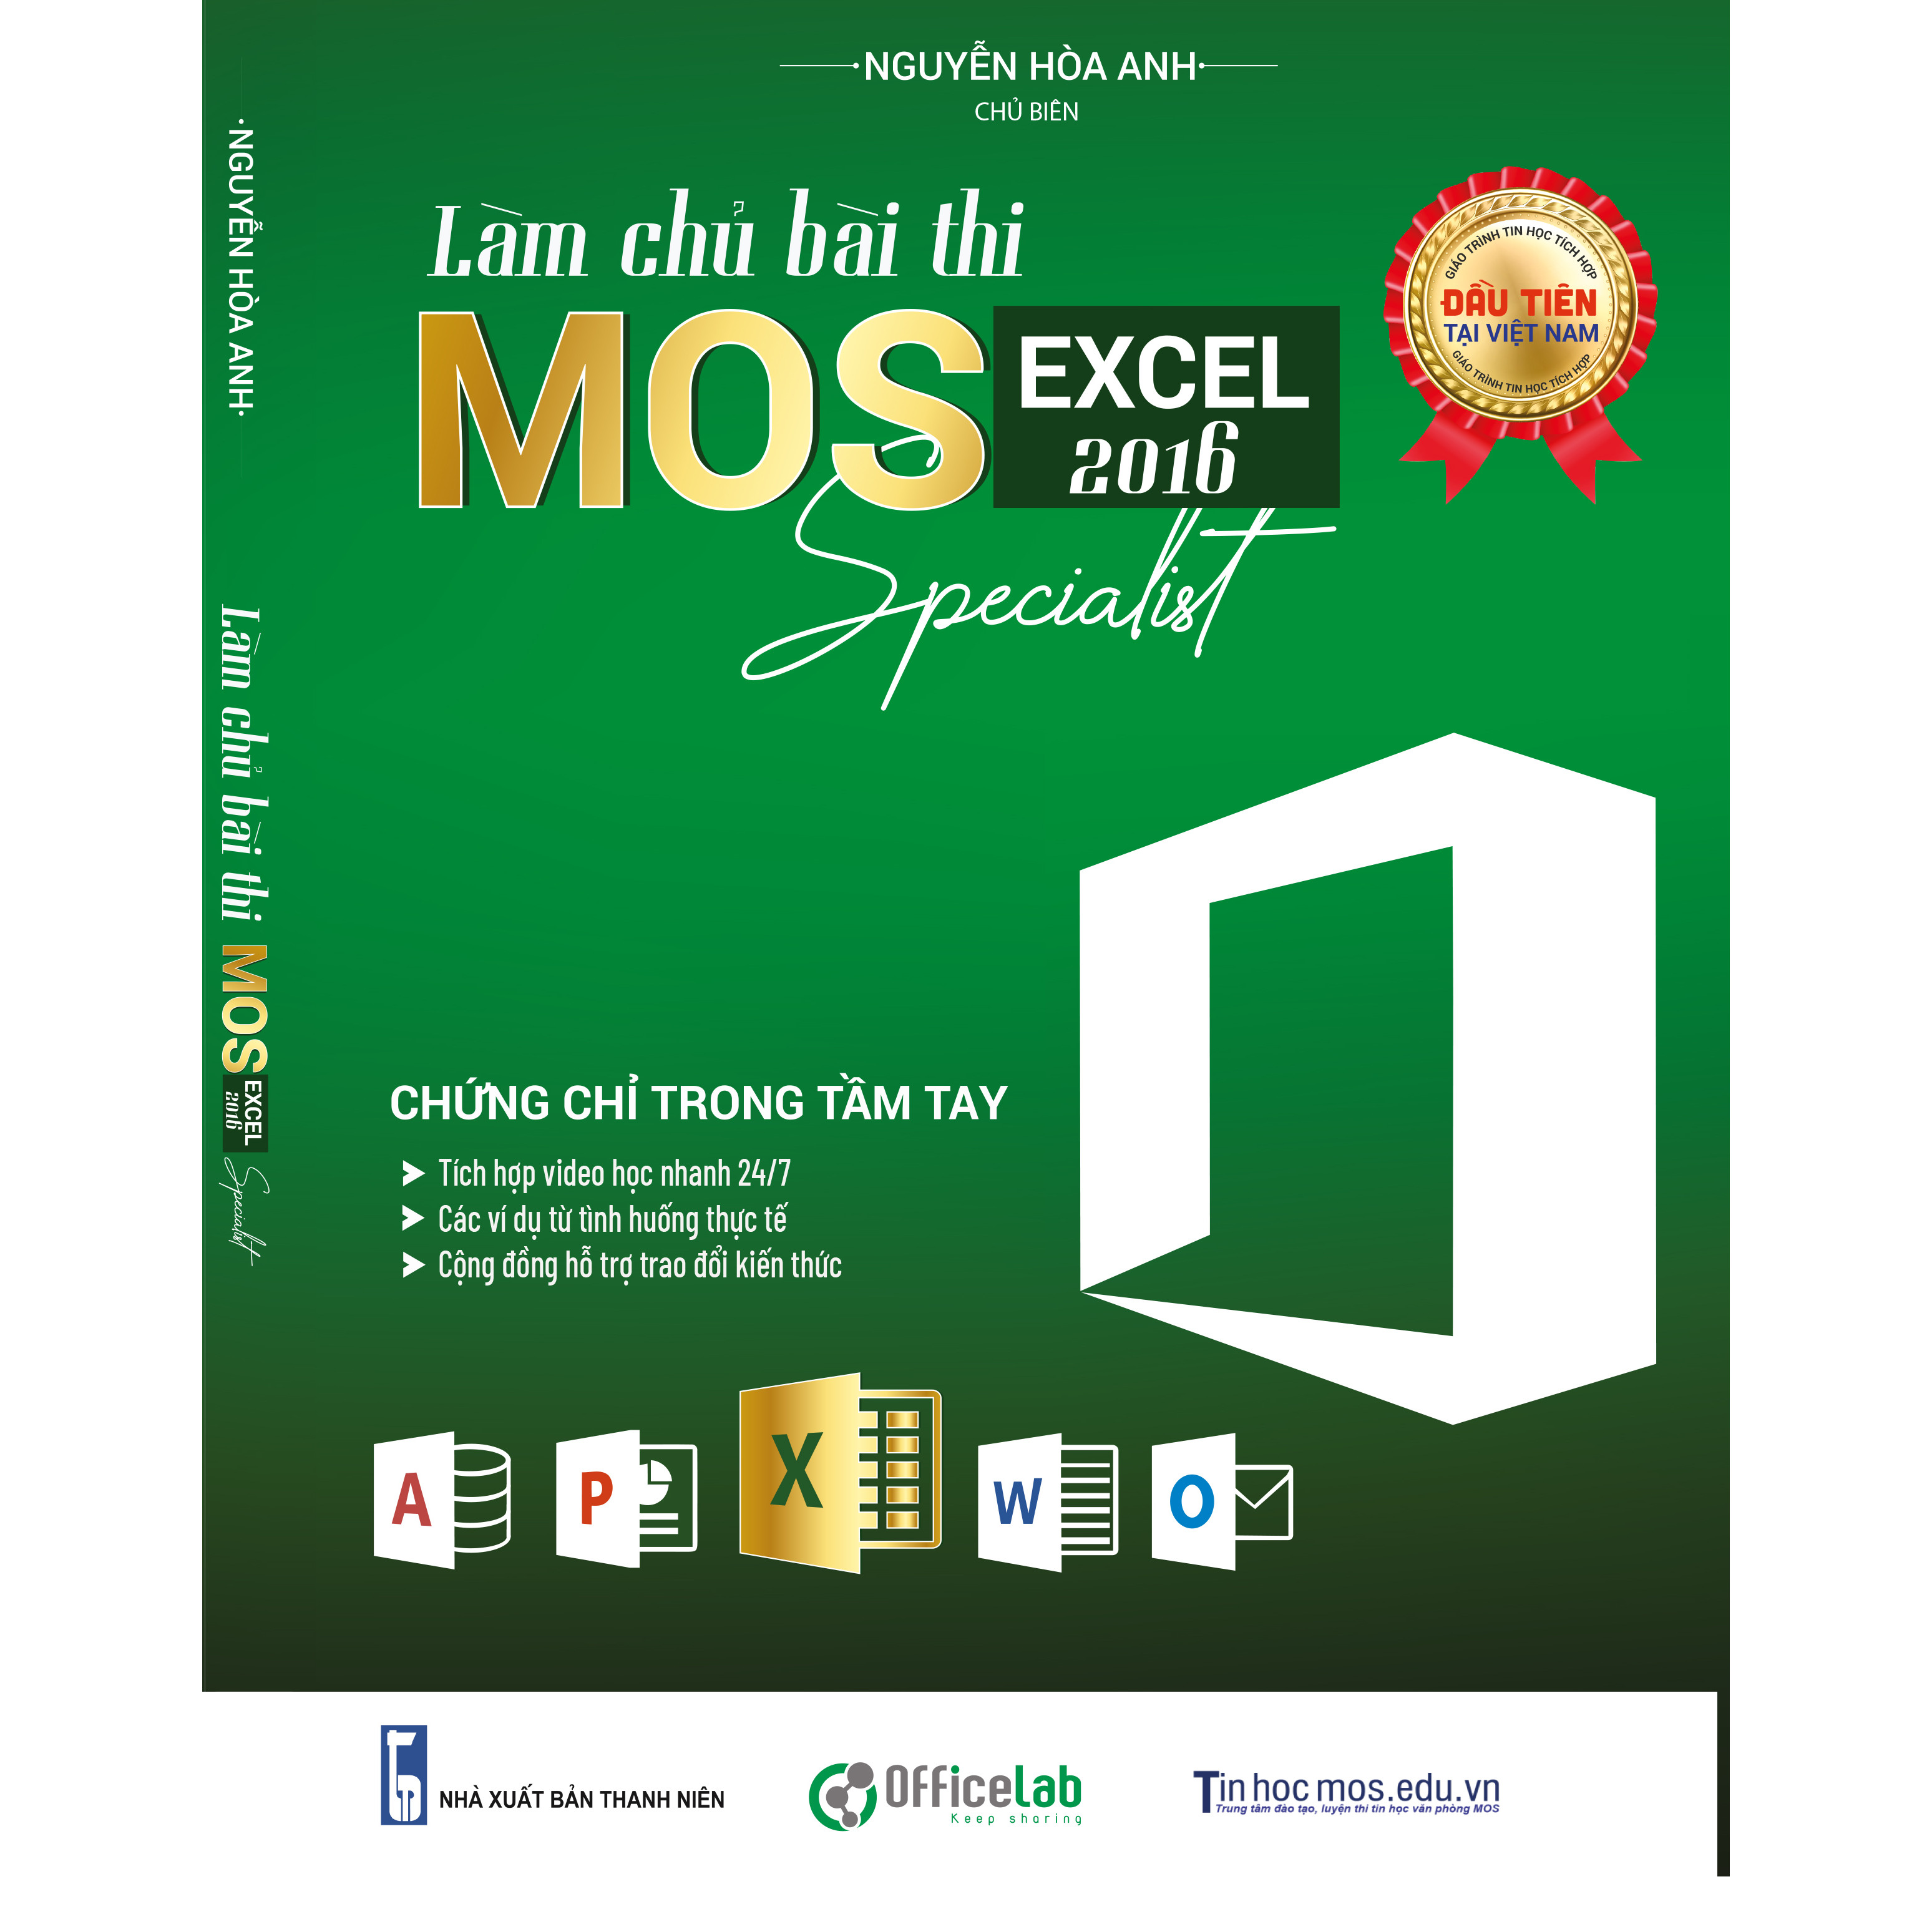 NGUYỄN HÒA ANH
CHỦ BIÊN
Làm chủ bài thi
MOS
EXCEL
2016
Specialist
GIÁO TRÌNH TIN HỌC TÍCH HỢP
ĐẦU TIÊN
TẠI VIỆT NAM
GIÁO TRÌNH TIN HỌC TÍCH HỢP
NGUYỄN HÒA ANH
Làm chủ bài thi MOS
EXCEL
2016
Specialist
CHỨNG CHỈ TRONG TẦM TAY
Tích hợp video học nhanh 24/7
Các ví dụ từ tình huống thực tế
Cộng đồng hỗ trợ trao đổi kiến thức
A
P
X
W
O
NHÀ XUẤT BẢN THANH NIÊN
OfficeLab
Keep sharing
Tin hoc mos.edu.vn
Trung tâm đào tạo, luyện thi tin học văn phòng MOS